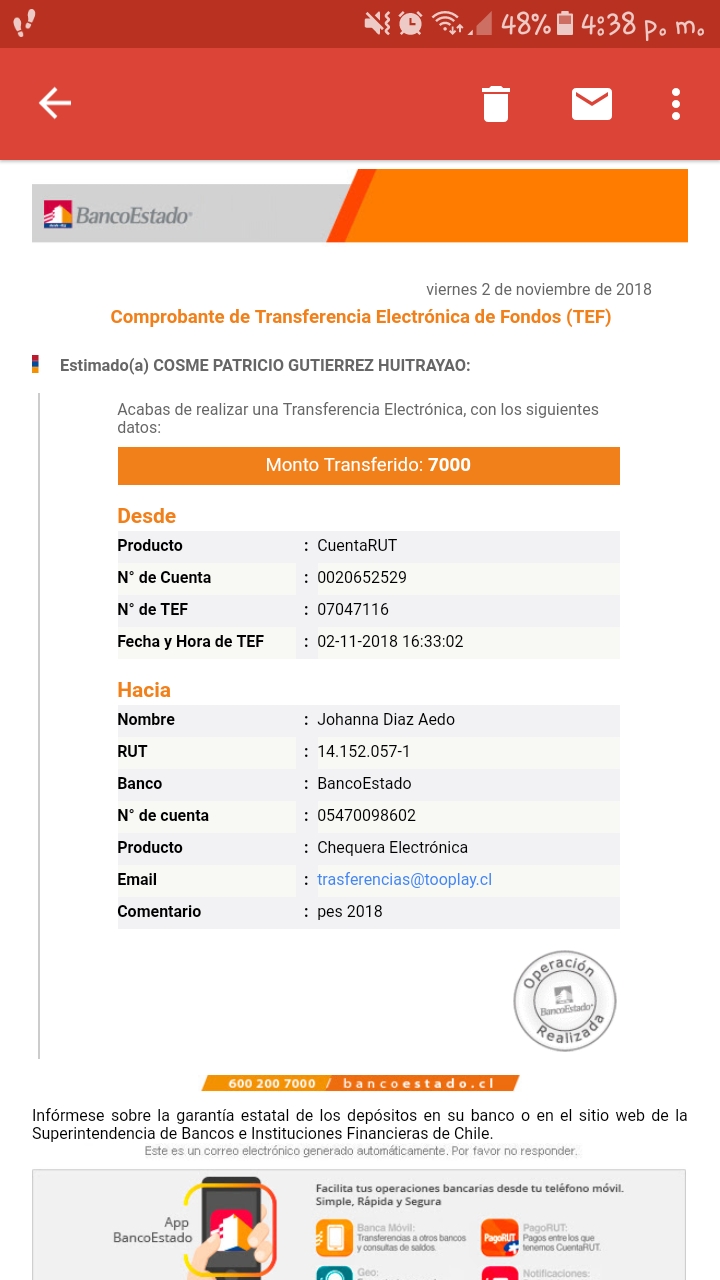 48% 4:38 p. m.
BancoEstado
viernes 2 de noviembre de 2018
Comprobante de Transferencia Electrónica de Fondos (TEF)
Estimado(a) COSME PATRICIO GUTIERREZ HUITRAYAO:
Acabas de realizar una Transferencia Electrónica, con los siguientes
datos:
Monto Transferido: 7000
Desde
Producto : CuentaRUT
N° de Cuenta : 0020652529
N° de TEF : 07047116
Fecha y Hora de TEF : 02-11-2018 16:33:02
Hacia
Nombre : Johanna Diaz Aedo
RUT : 14.152.057-1
Banco : BancoEstado
N° de cuenta : 05470098602
Producto : Chequera Electrónica
Email : trasferencias@tooplay.cl
Comentario : pes 2018
Operación
BancoEstado
Realizada
600 200 7000 / bancoestado.cl
Infórmese sobre la garantía estatal de los depósitos en su banco o en el sitio web de la
Superintendencia de Bancos e Instituciones Financieras de Chile.
Este es un correo electrónico generado automáticamente. Por favor no responder.
App
BancoEstado
Facilita tus operaciones bancarias desde tu teléfono móvil.
Simple, Rápida y Segura
Banca Móvil:
Transferencias a otros bancos
y consultas de saldos.
PagoRUT
PagoRUT:
Pagos entre los que
tenemos CuentaRUT.
Geo:
Notificaciones: